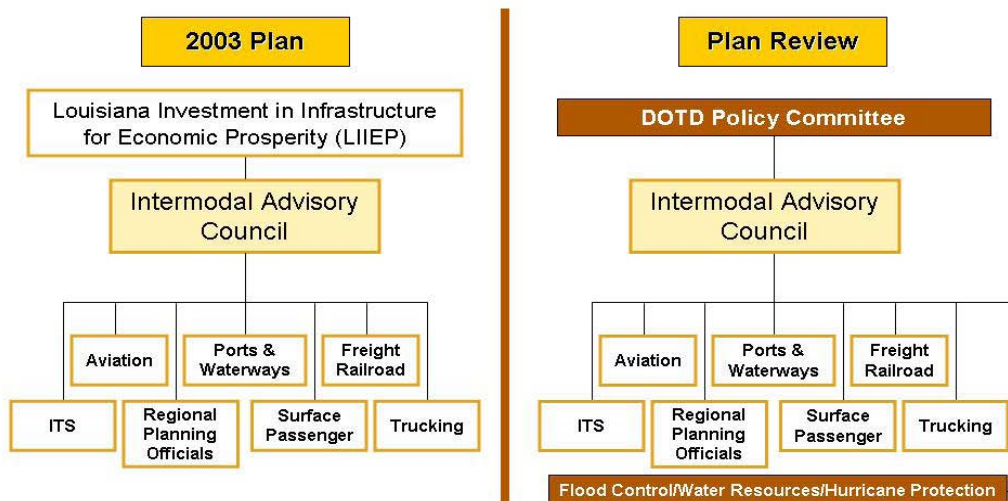 2003 Plan
Louisiana Investment in Infrastructure
for Economic Prosperity (LIIEP)
Intermodal Advisory
Council
Aviation
Ports &
Waterways
Freight
Railroad
ITS
Regional
Planning
Officials
Surface
Passenger
Trucking
Plan Review
DOTD Policy Committee
Intermodal Advisory
Council
Aviation
Ports &
Waterways
Freight
Railroad
ITS
Regional
Planning
Officials
Surface
Passenger
Trucking
Flood Control/Water Resources/Hurricane Protection